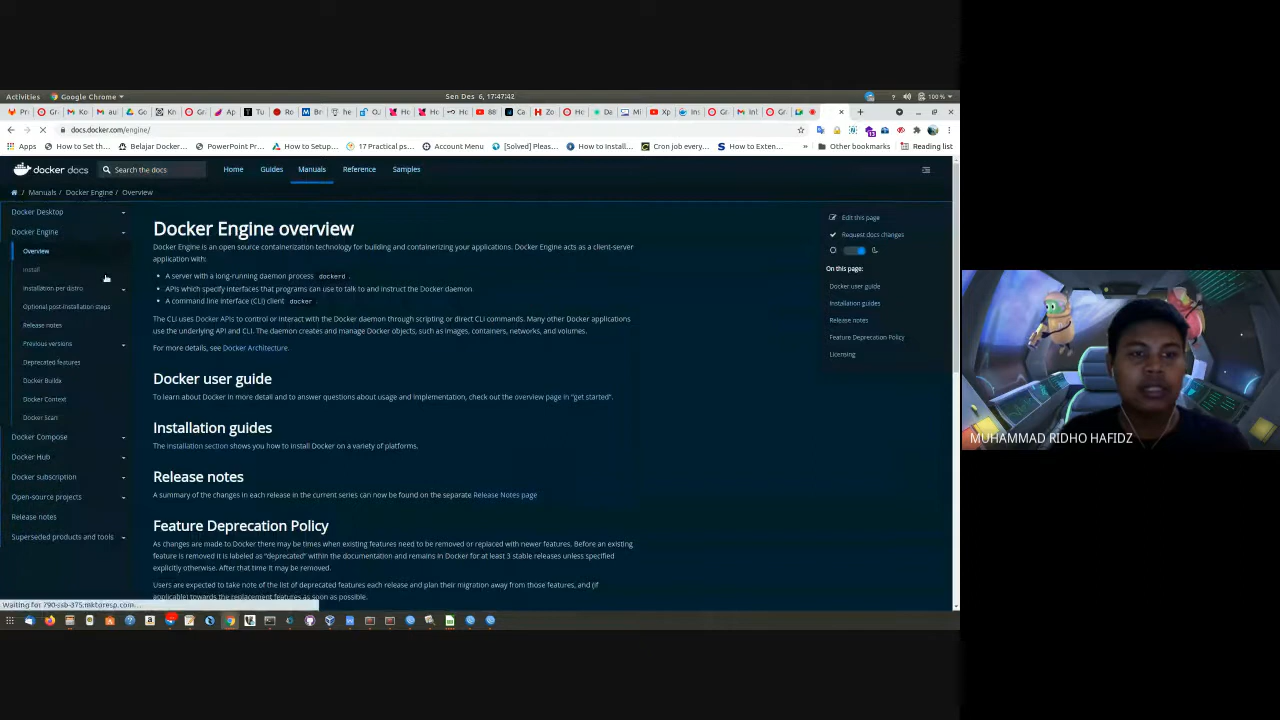 Activities
Google Chrome
Sen Des 6, 17:47:42
100 %
docs.docker.com/engine/
Apps
How to Set th...
Belajar Docker...
PowerPoint Pr...
How to Setup...
17 Practical ps...
Account Menu
[Solved] Pleas...
How to Install...
Cron job every...
How to Exten...
Other bookmarks
Reading list
docker docs
Search the docs
Home
Guides
Manuals
Reference
Samples
/ Manuals / Docker Engine / Overview
Docker Desktop
Docker Engine
Overview
Install
Installation per distro
Optional post-installation steps
Release notes
Previous versions
Deprecated features
Docker Buildx
Docker Context
Docker Scan
Docker Compose
Docker Hub
Docker subscription
Open-source projects
Release notes
Superseded products and tools
Docker Engine overview
Docker Engine is an open source containerization technology for building and containerizing your applications. Docker Engine acts as a client-server
application with:
• A server with a long-running daemon process dockerd .
• APIs which specify interfaces that programs can use to talk to and instruct the Docker daemon
• A command line interface (CLI) client docker
The CLI uses Docker APIs to control or interact with the Docker daemon through scripting or direct CLI commands. Many other Docker applications
use the underlying API and CLI. The daemon creates and manage Docker objects, such as images, containers, networks, and volumes.
For more details, see Docker Architecture.
Docker user guide
To learn about Docker in more detail and to answer questions about usage and implementation, check out the overview page in "get started".
Installation guides
The installation section shows you how to install Docker on a variety of platforms.
Release notes
A summary of the changes in each release in the current series can now be found on the separate Release Notes page
Feature Deprecation Policy
As changes are made to Docker there may be times when existing features need to be removed or replaced with newer features. Before an existing
feature is removed it is labeled as "deprecated" within the documentation and remains in Docker for at least 3 stable releases unless specified
explicitly otherwise. After that time it may be removed.
Users are expected to take note of the list of deprecated features each release and plan their migration away from those features, and (if
applicable) towards the replacement features as soon as possible.
Edit this page
Request docs changes
On this page:
Docker user guide
Installation guides
Release notes
Feature Deprecation Policy
Licensing
Waiting for 790-ssb-375.mktoresp.com...
MUHAMMAD RIDHO HAFIDZ